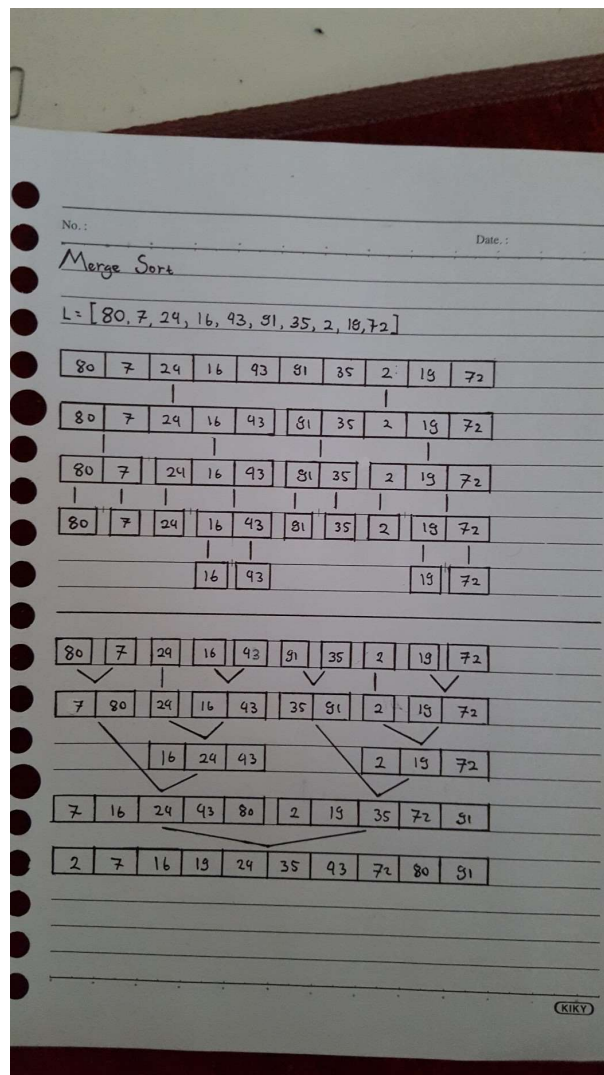 No. :
Date. :
Merge Sort
L = [80, 7, 24, 16, 43, 91, 35, 2, 19, 72]
80 7 24 16 43 91 35 2 19 72
80 7 24 16 43 91 35 2 19 72
80 7 24 16 43 91 35 2 19 72
80 7 24 16 43 91 35 2 19 72
16 43 19 72
80 7 24 16 43 91 35 2 19 72
7 80 24 16 43 35 91 2 19 72
16 24 43 2 19 72
7 16 24 43 80 2 19 35 72 91
2 7 16 19 24 35 43 72 80 91
KIKY